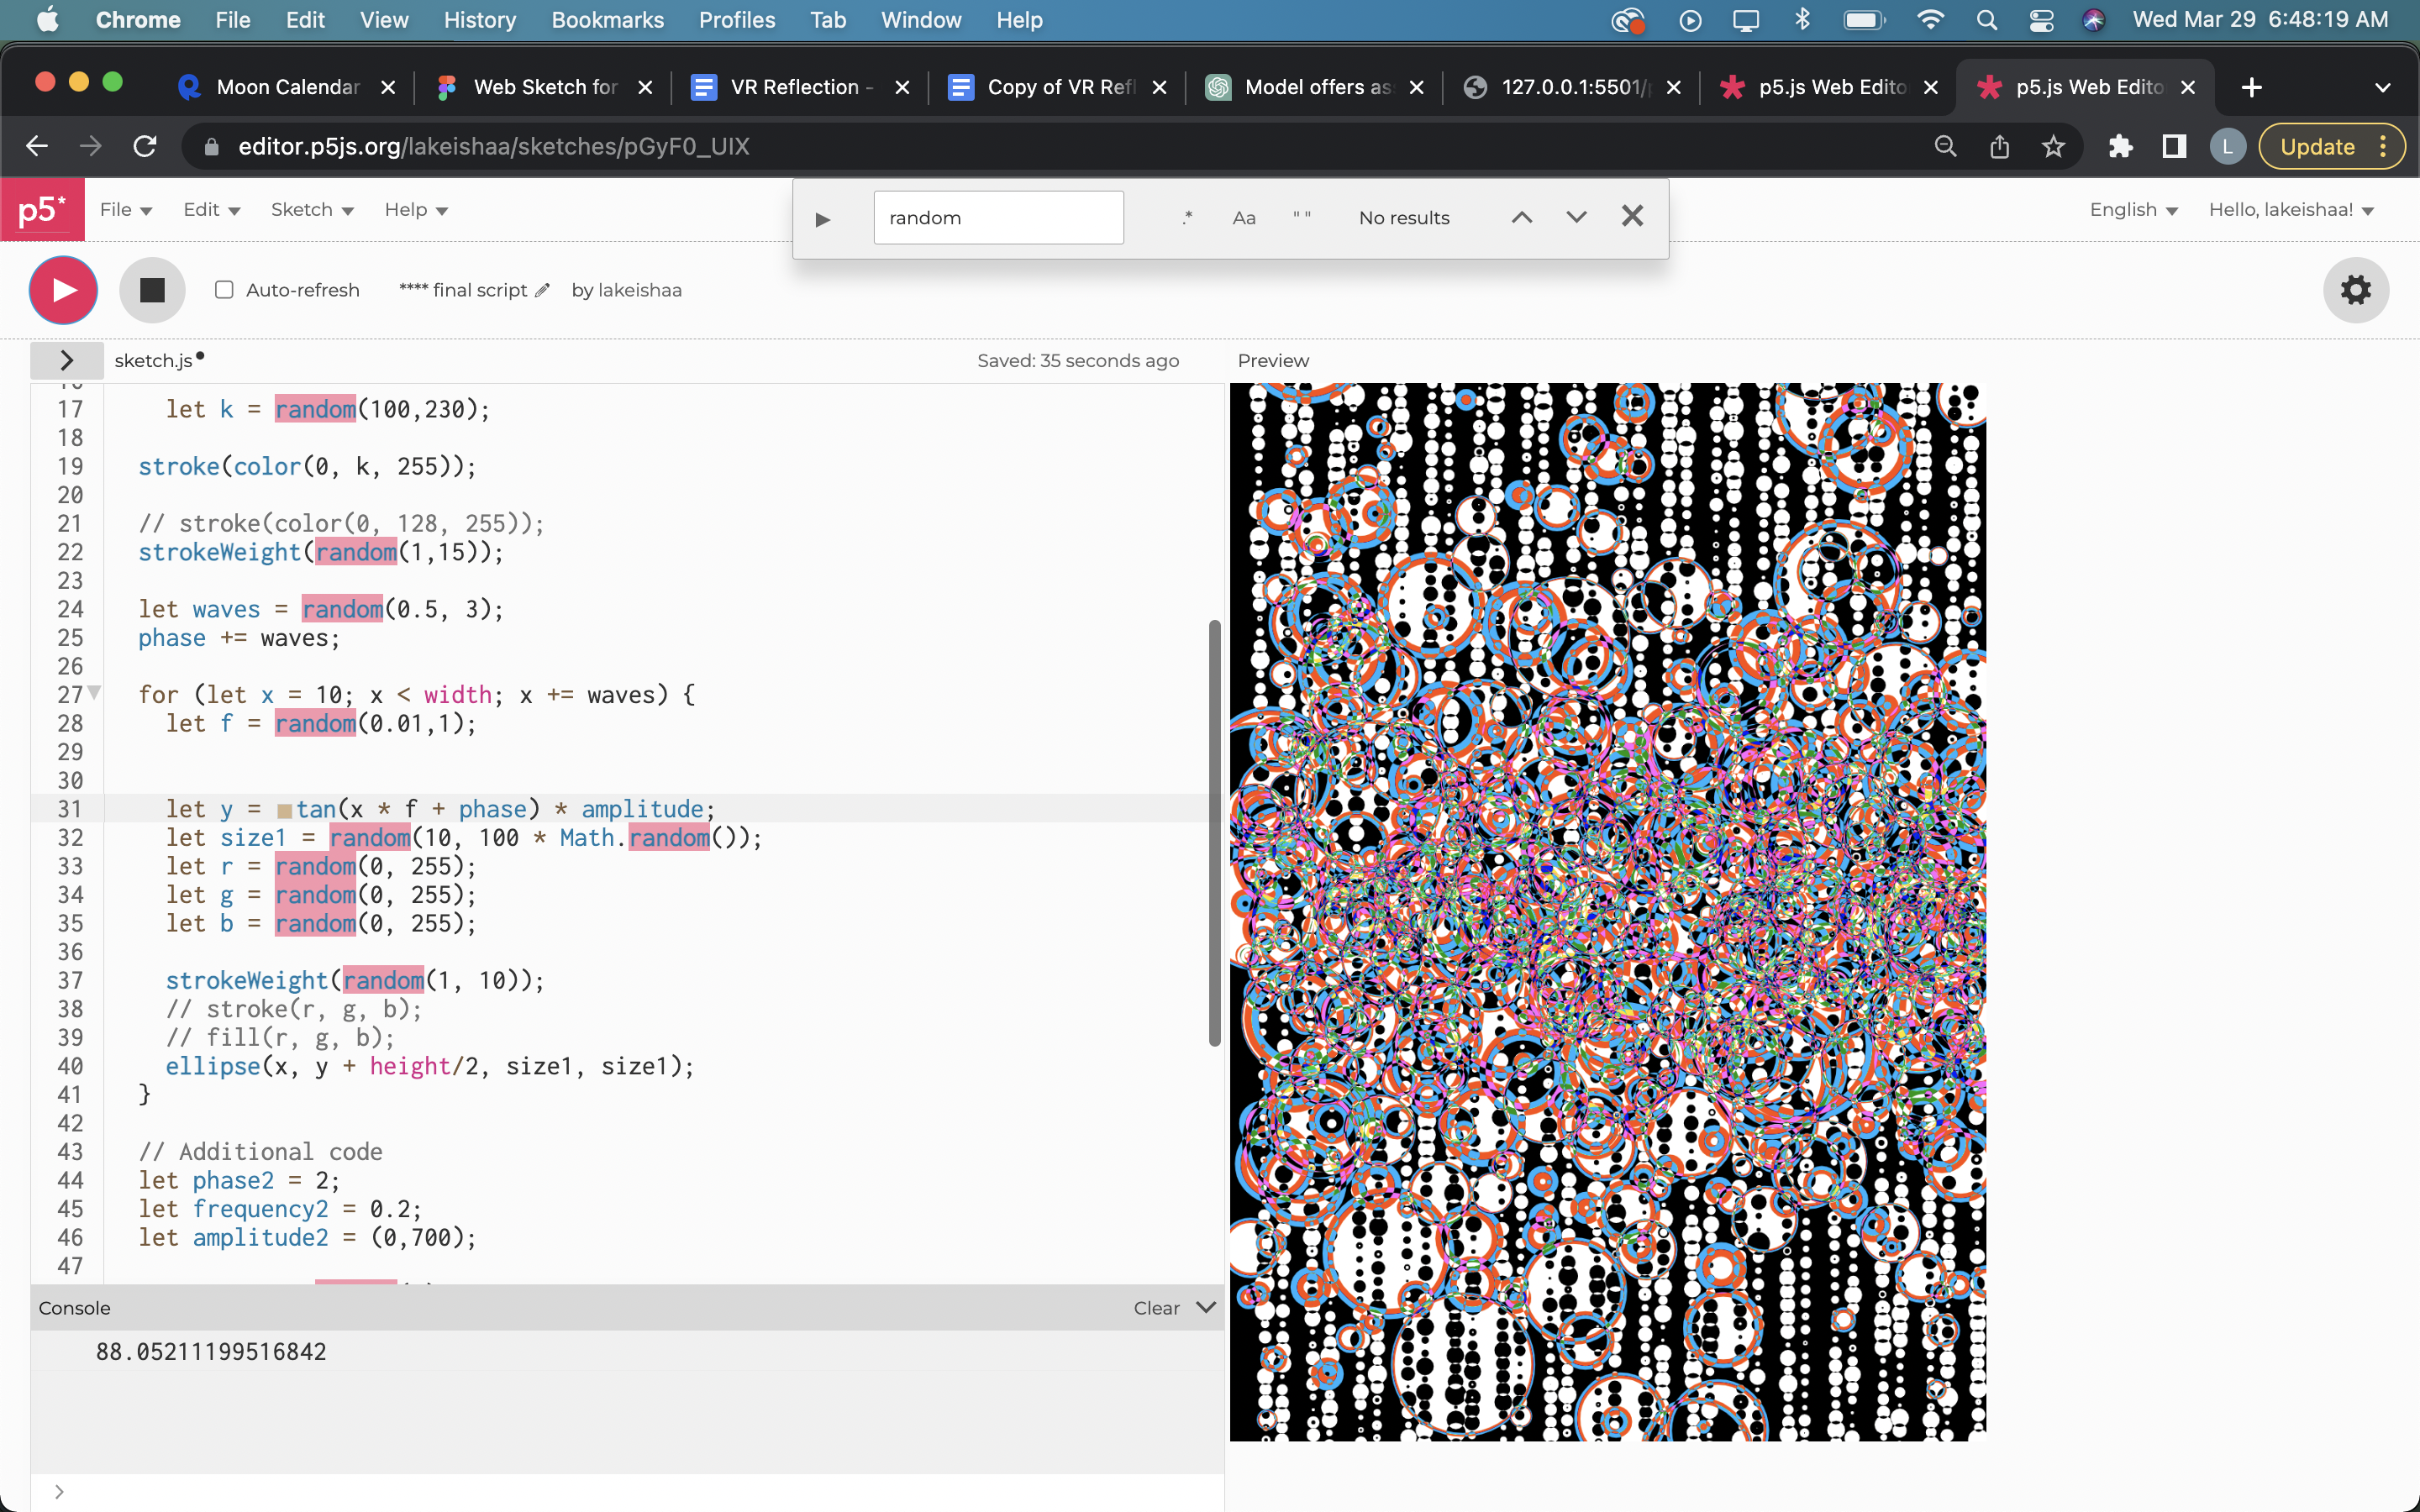 Chrome File Edit View History Bookmarks Profiles Tab Window Help Wed Mar 29 6:48:19 AM
Moon Calendar Web Sketch for VR Reflection - Copy of VR Refl Model offers as 127.0.0.1:5501/ p5.js Web Edito p5.js Web Edito
editor.p5js.org/lakeishaa/sketches/pGyF0_UIX L Update
p5* File Edit Sketch Help random .* Aa " " No results English Hello, lakeishaa!
Auto-refresh **** final script by lakeishaa
sketch.js Saved: 35 seconds ago Preview
17 let k = random(100,230);
18
19 stroke(color(0, k, 255));
20
21 // stroke(color(0, 128, 255));
22 strokeWeight(random(1,15));
23
24 let waves = random(0.5, 3);
25 phase += waves;
26
27 for (let x = 10; x < width; x += waves) {
28 let f = random(0.01,1);
29
30
31 let y = tan(x * f + phase) * amplitude;
32 let size1 = random(10, 100 * Math.random());
33 let r = random(0, 255);
34 let g = random(0, 255);
35 let b = random(0, 255);
36
37 strokeWeight(random(1, 10));
38 // stroke(r, g, b);
39 // fill(r, g, b);
40 ellipse(x, y + height/2, size1, size1);
41 }
42
43 // Additional code
44 let phase2 = 2;
45 let frequency2 = 0.2;
46 let amplitude2 = (0,700);
47
Console Clear
88.05211199516842
>